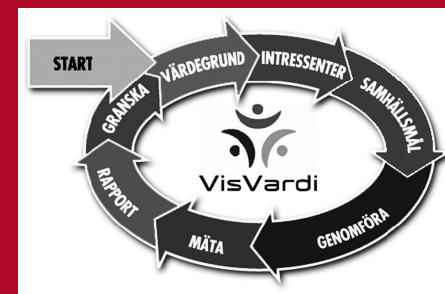 START
VÄRDEGRUND
INTRESSENTER
SAMHÄLLSMÅL
GENOMFÖRA
MÄTA
RAPPORT
GRANSKA
VisVardi